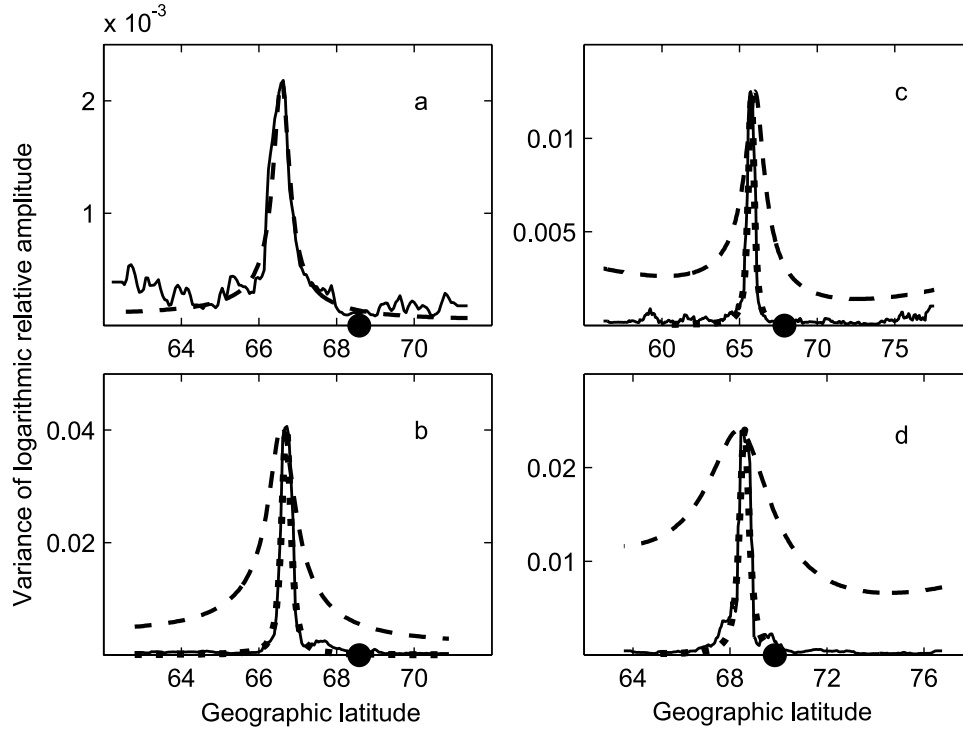 x 10⁻³
2
1
a
64 66 68 70
0.01
0.005
c
60 65 70 75
Variance of logarithmic relative amplitude
0.04
0.02
b
64 66 68 70
Geographic latitude
0.02
0.01
d
64 68 72 76
Geographic latitude